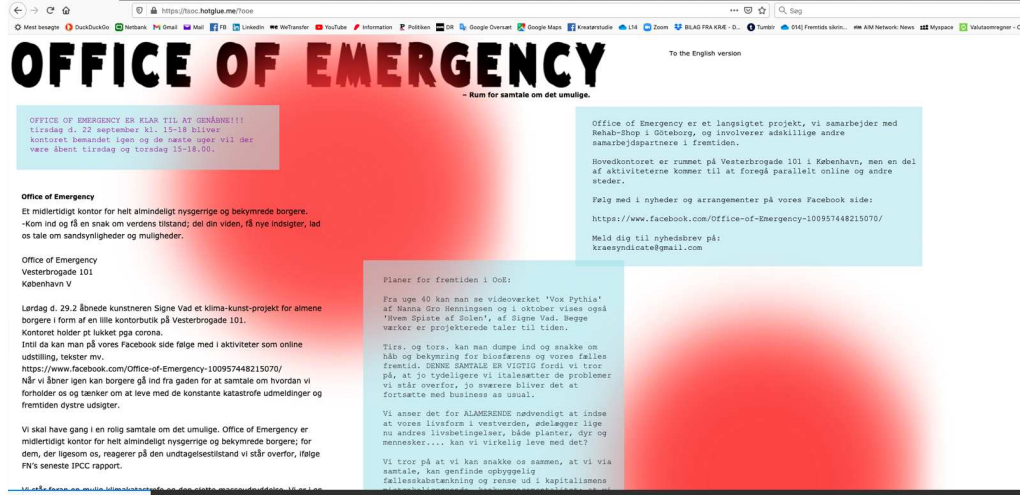 https://tsoc.hotglue.me/?ooe
Søg
Mest besøgte DuckDuckGo Netbank Gmail Mail FB LinkedIn WeTransfer YouTube Information Politiken DR Google Oversæt Google Maps Kreatørstudie L14 Zoom BILAG FRA KRÆ - D... Tumblr 014| Fremtids sikrin... AIM Network: News Myspace Valutaomregner - O
OFFICE OF EMERGENCY
– Rum for samtale om det umulige.
To the English version
OFFICE OF EMERGENCY ER KLAR TIL AT GENÅBNE!!!
tirsdag d. 22 september kl. 15-18 bliver
kontoret bemandet igen og de næste uger vil der
være åbent tirsdag og torsdag 15-18.00.
Office of Emergency
Et midlertidigt kontor for helt almindeligt nysgerrige og bekymrede borgere.
-Kom ind og få en snak om verdens tilstand; del din viden, få nye indsigter, lad
os tale om sandsynligheder og muligheder.
Office of Emergency
Vesterbrogade 101
København V
Lørdag d. 29.2 åbnede kunstneren Signe Vad et klima-kunst-projekt for almene
borgere i form af en lille kontorbutik på Vesterbrogade 101.
Kontoret holder pt lukket pga corona.
Intil da kan man på vores Facebook side følge med i aktiviteter som online
udstilling, tekster mv.
https://www.facebook.com/Office-of-Emergency-100957448215070/
Når vi åbner igen kan borgere gå ind fra gaden for at samtale om hvordan vi
forholder os og tænker om at leve med de konstante katastrofe udmeldinger og
fremtiden dystre udsigter.
Vi skal have gang i en rolig samtale om det umulige. Office of Emergency er
midlertidigt kontor for helt almindeligt nysgerrige og bekymrede borgere; for
dem, der ligesom os, reagerer på den undtagelsestilstand vi står overfor, ifølge
FN's seneste IPCC rapport.
Vi står foran en mulig klimakatastrofe og den sjette masseuddryddelse. Vi er i en
Planer for fremtiden i OoE:
Fra uge 40 kan man se videoværket 'Vox Pythia'
af Nanna Gro Henningsen og i oktober vises også
'Hvem Spiste af Solen', af Signe Vad. Begge
værker er projekterede taler til tiden.
Tirs. og tors. kan man dumpe ind og snakke om
håb og bekymring for biosfærens og vores fælles
fremtid. DENNE SAMTALE ER VIGTIG fordi vi tror
på, at jo tydeligere vi italesætter de problemer
vi står overfor, jo sværere bliver det at
fortsætte med business as usual.
Vi anser det for ALAMERENDE nødvendigt at indse
at vores livsform i vestverden, ødelægger lige
nu andres livsbetingelser, både planter, dyr og
mennesker.... kan vi virkelig leve med det?
Vi tror på at vi kan snakke os sammen, at vi via
samtale, kan genfinde opbyggelig
fællesskabstænkning og rense ud i kapitalismens
Office of Emergency er et langsigtet projekt, vi samarbejder med
Rehab-Shop i Göteborg, og involverer adskillige andre
samarbejdspartnere i fremtiden.
Hovedkontoret er rummet på Vesterbrogade 101 i København, men en del
af aktiviteterne kommer til at foregå parallelt online og andre
steder.
Følg med i nyheder og arrangementer på vores Facebook side:
https://www.facebook.com/Office-of-Emergency-100957448215070/
Meld dig til nyhedsbrev på:
kraesyndicate@gmail.com